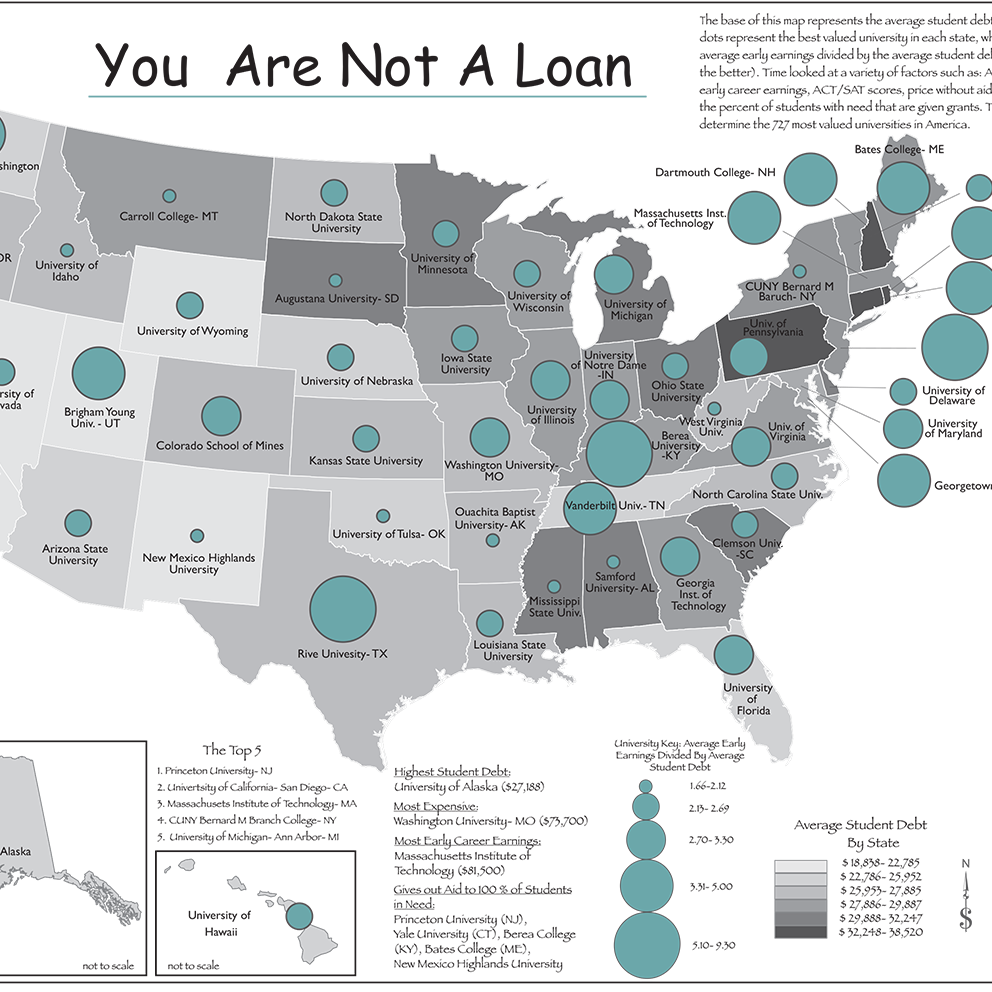 You Are Not A Loan
The base of this map represents the average student debt
dots represent the best valued university in each state, wh
average early earnings divided by the average student deb
the better). Time looked at a variety of factors such as: A
early career earnings, ACT/SAT scores, price without aid
the percent of students with need that are given grants. T
determine the 727 most valued universities in America.
shington
OR
Carroll College- MT
University of
Idaho
North Dakota State
University
Augustana University- SD
University of
Minnesota
University of
Wisconsin
University of
Michigan
Dartmouth College- NH
Massachusetts Inst.
of Technology
Bates College- ME
CUNY Bernard M
Baruch- NY
Univ. of
Pennsylvania
University of Wyoming
University of Nebraska
Iowa State
University
University
of Illinois
University
of Notre Dame
-IN
Ohio State
University
West Virginia
Univ.
Univ. of
Virginia
University of
Delaware
University
of Maryland
Georgetow
rsity of
vada
Brigham Young
Univ. - UT
Colorado School of Mines
Kansas State University
Washington University-
MO
Berea
University
-KY
North Carolina State Univ.
Vanderbilt Univ.- TN
Arizona State
University
New Mexico Highlands
University
University of Tulsa- OK
Ouachita Baptist
University- AK
Mississippi
State Univ.
Samford
University- AL
Georgia
Inst. of
Technology
Clemson Univ.
-SC
Rive Univesity- TX
Louisiana State
University
University
of
Florida
Alaska
not to scale
The Top 5
1. Princeton University- NJ
2. Univertsity of California- San Diego- CA
3. Massachusets Institute of Technology- MA
4. CUNY Bernard M Branch College- NY
5. University of Michigan- Ann Arbor- MI
University of
Hawaii
not to scale
Highest Student Debt:
University of Alaska ($27,188)
Most Expensive:
Washington University- MO ($73,700)
Most Early Career Earnings:
Massachusetts Institute of
Technology ($81,500)
Gives out Aid to 100 % of Students
in Need:
Princeton University (NJ),
Yale University (CT), Berea College
(KY), Bates College (ME),
New Mexico Highlands University
University Key: Average Early
Earnings Divided By Average
Student Debt
1.66-2.12
2.13- 2.69
2.70- 3.30
3.31- 5.00
5.10- 9.30
Average Student Debt
By State
$ 18,838- 22,785
$ 22,786- 25,952
$ 25,953- 27,885
$ 27,886- 29,887
$ 29,888- 32,247
$ 32,248- 38,520
N
$